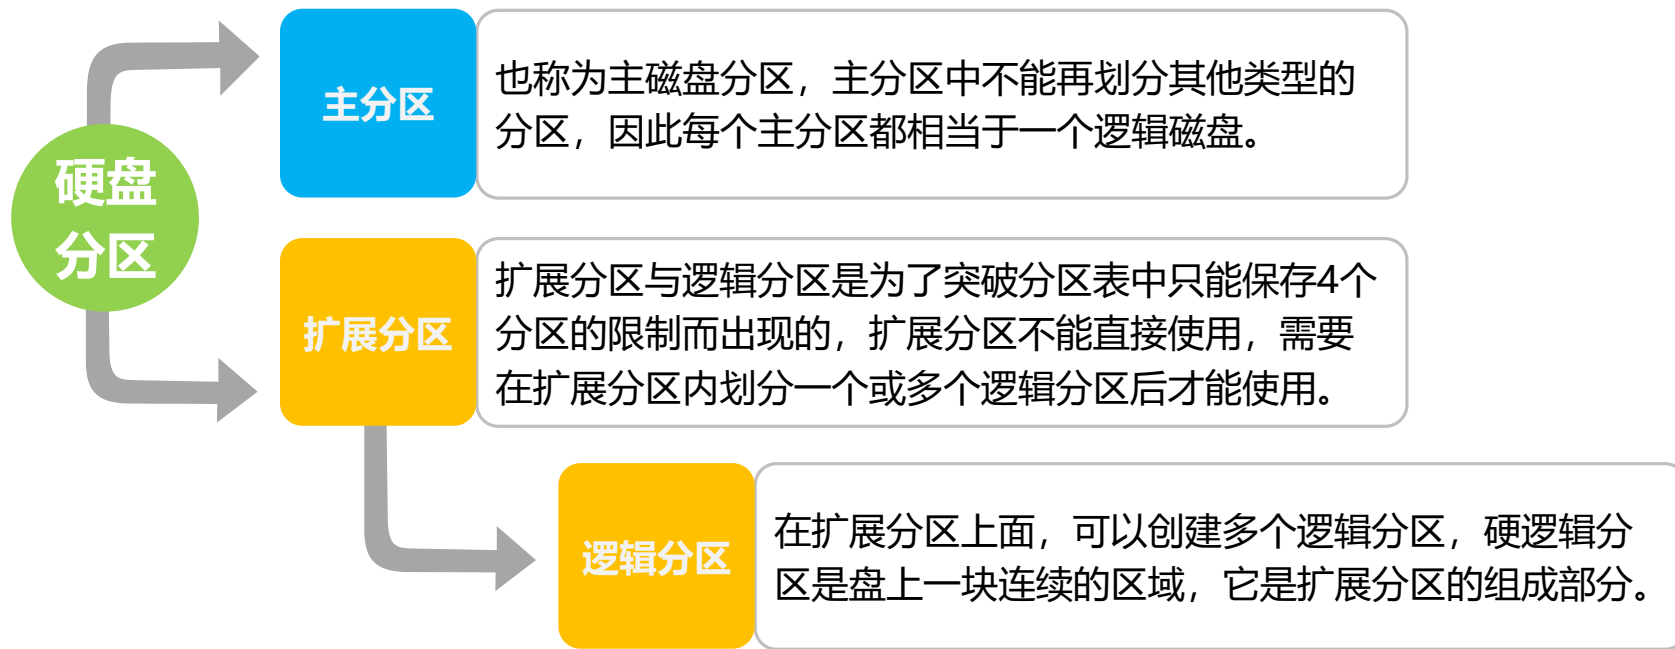 硬盘
分区
主分区
也称为主磁盘分区，主分区中不能再划分其他类型的
分区，因此每个主分区都相当于一个逻辑磁盘。
扩展分区
扩展分区与逻辑分区是为了突破分区表中只能保存4个
分区的限制而出现的，扩展分区不能直接使用，需要
在扩展分区内划分一个或多个逻辑分区后才能使用。
逻辑分区
在扩展分区上面，可以创建多个逻辑分区，硬逻辑分
区是盘上一块连续的区域，它是扩展分区的组成部分。